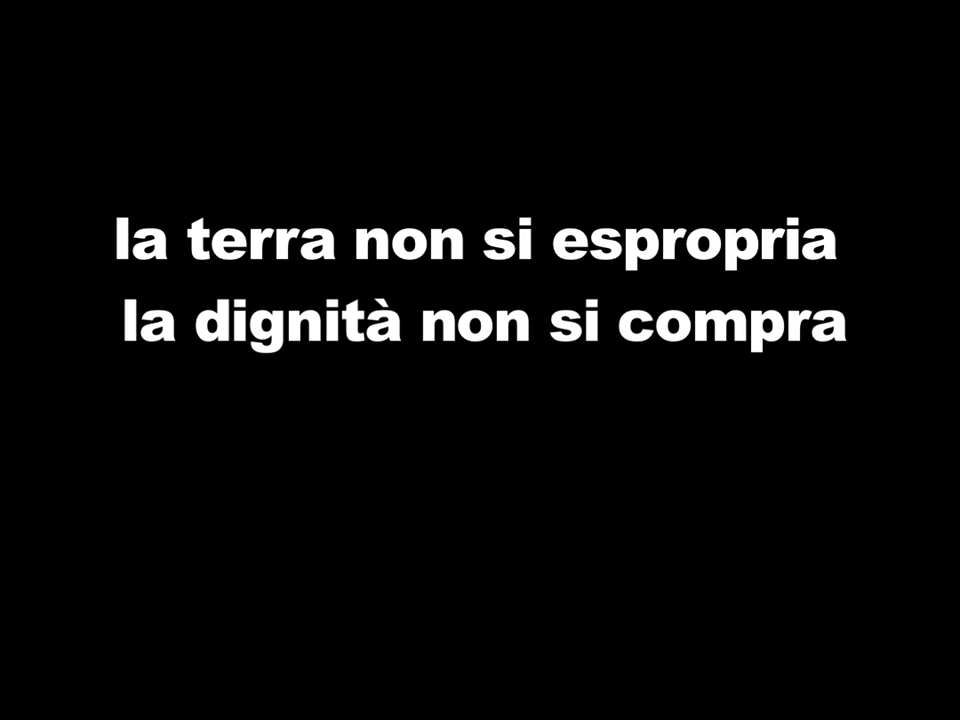 la terra non si espropria
la dignità non si compra